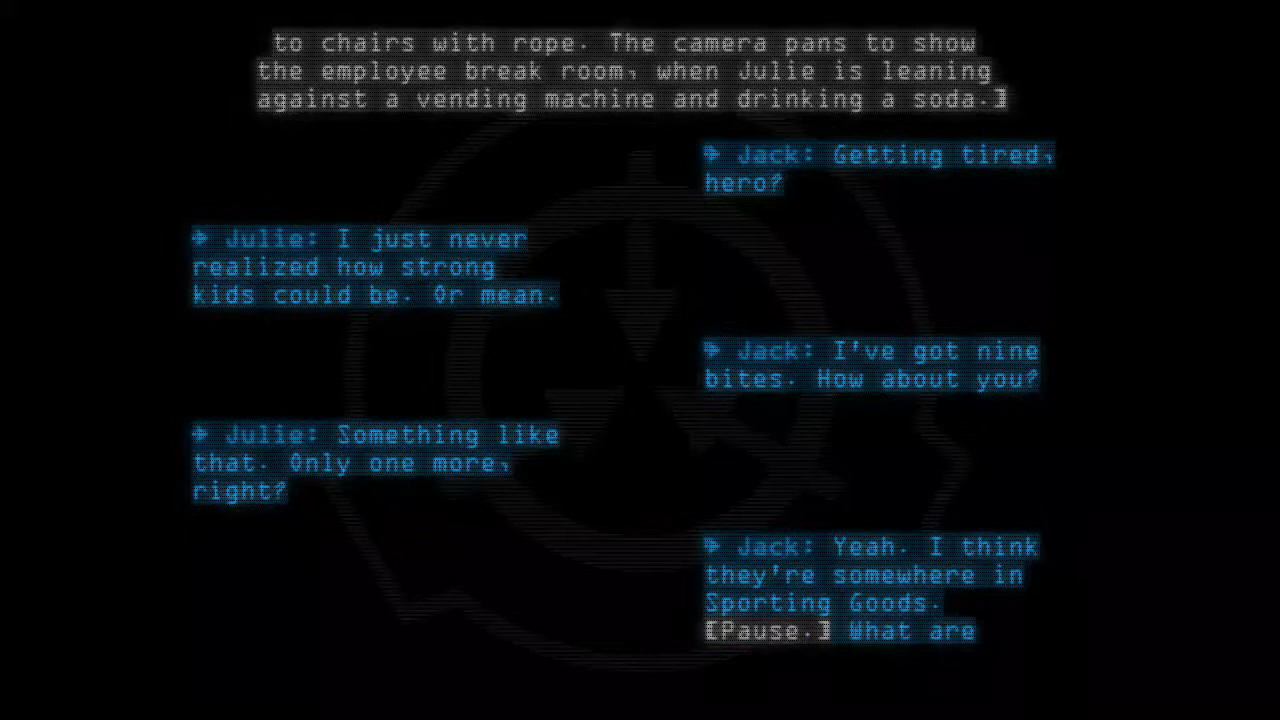 to chairs with rope. The camera pans to show
the employee break room, when Julie is leaning
against a vending machine and drinking a soda.]
→ Jack: Getting tired,
hero?
→ Julie: I just never
realized how strong
kids could be. Or mean.
→ Jack: I've got nine
bites. How about you?
→ Julie: Something like
that. Only one more,
right?
→ Jack: Yeah. I think
they're somewhere in
Sporting Goods.
[Pause.] What are